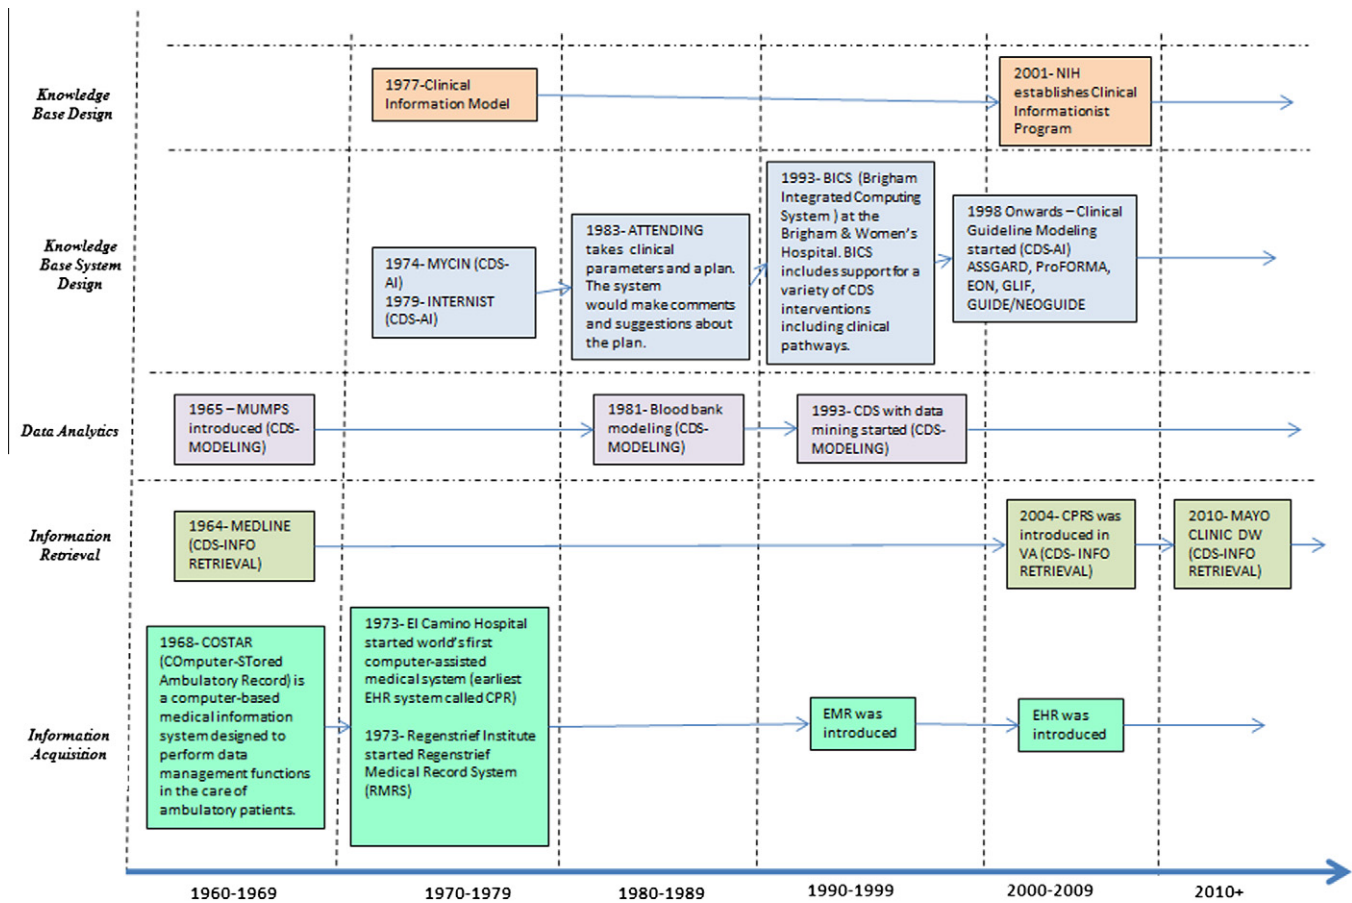 Knowledge
Base Design
1977-Clinical
Information Model
2001- NIH
establishes Clinical
Informationist
Program
Knowledge
Base System
Design
1974- MYCIN (CDS-
AI)
1979- INTERNIST
(CDS-AI)
1983- ATTENDING
takes clinical
parameters and a plan.
The system
would make comments
and suggestions about
the plan.
1993- BICS (Brigham
Integrated Computing
System ) at the
Brigham & Women's
Hospital. BICS
includes support for a
variety of CDS
interventions
including clinical
pathways.
1998 Onwards – Clinical
Guideline Modeling
started (CDS-AI)
ASSGARD, ProFORMA,
EON, GLIF,
GUIDE/NEOGUIDE
Data Analytics
1965 – MUMPS
introduced (CDS-
MODELING)
1981- Blood bank
modeling (CDS-
MODELING)
1993- CDS with data
mining started (CDS-
MODELING)
Information
Retrieval
1964- MEDLINE
(CDS-INFO
RETRIEVAL)
2004- CPRS was
introduced in
VA (CDS- INFO
RETRIEVAL)
2010- MAYO
CLINIC DW
(CDS-INFO
RETRIEVAL)
Information
Acquisition
1968- COSTAR
(COmputer-STored
Ambulatory Record) is
a computer-based
medical information
system designed to
perform data
management functions
in the care of
ambulatory patients.
1973- El Camino Hospital
started world's first
computer-assisted
medical system (earliest
EHR system called CPR)
1973- Regenstrief Institute
started Regenstrief
Medical Record System
(RMRS)
EMR was
introduced
EHR was
introduced
1960-1969
1970-1979
1980-1989
1990-1999
2000-2009
2010+